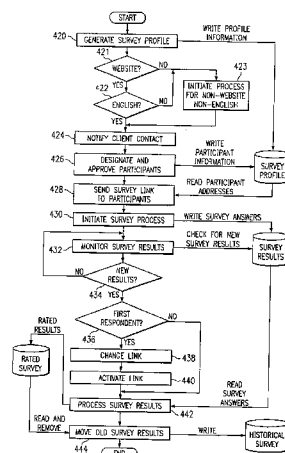 START
WRITE PROFILE
INFORMATION
420
GENERATE SURVEY PROFILE
421
WEBSITE?
NO
423
YES
422
ENGLISH?
NO
INITIATE PROCESS
FOR NON-WEBSITE
NON-ENGLISH
YES
424
NOTIFY CLIENT CONTACT
WRITE
PARTICIPANT
INFORMATION
426
DESIGNATE AND
APPROVE PARTICIPANTS
SURVEY
PROFILE
READ PARTICIPANT
ADDRESSES
428
SEND SURVEY LINK
TO PARTICIPANTS
430
INITIATE SURVEY PROCESS
WRITE SURVEY ANSWERS
432
MONITOR SURVEY RESULTS
CHECK FOR NEW
SURVEY RESULTS
SURVEY
RESULTS
NEW
RESULTS?
434
YES
RATED
RESULTS
FIRST
RESPONDENT?
NO
436
YES
CHANGE LINK
438
RATED
SURVEY
ACTIVATE LINK
440
READ
SURVEY
ANSWERS
PROCESS SURVEY RESULTS
442
READ AND
REMOVE
MOVE OLD SURVEY RESULTS
WRITE
HISTORICAL
SURVEY
444
END